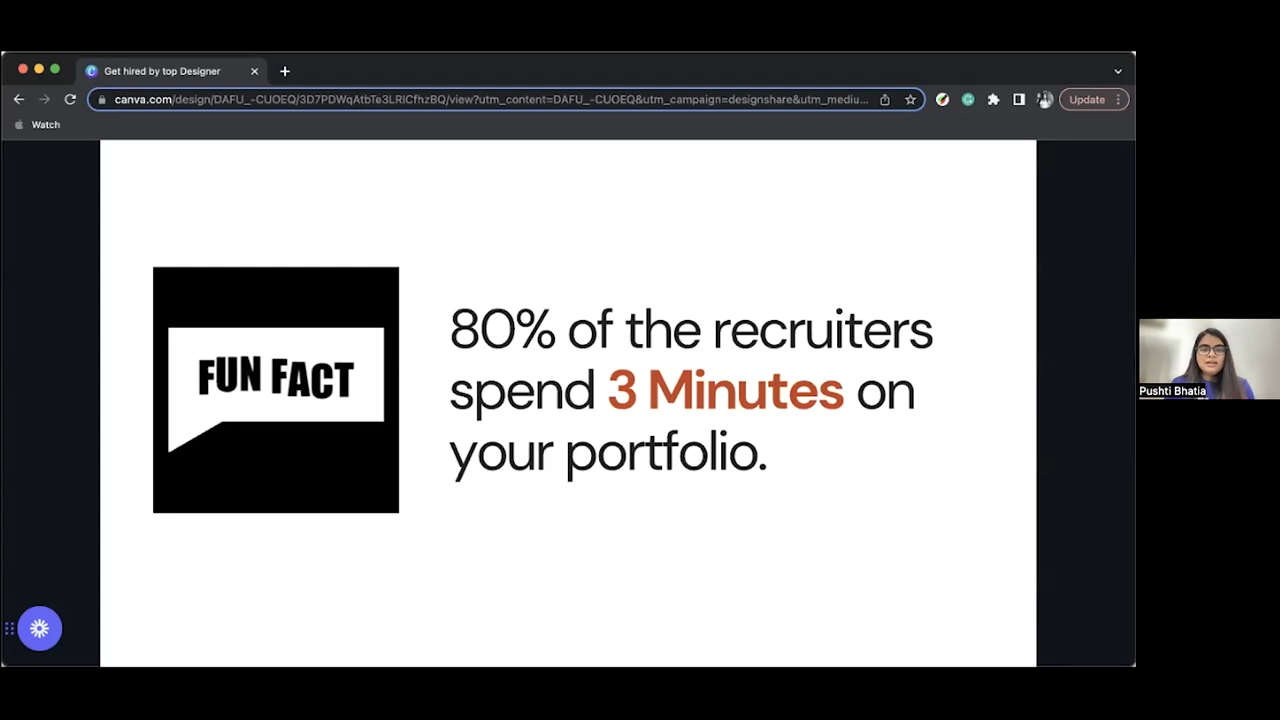 Get hired by top Designer
canva.com/design/DAFU_-CUOEQ/3D7PDWqAtbTe3LRlCfhzBQ/view?utm_content=DAFU_-CUOEQ&utm_campaign=designshare&utm_mediu...
Update
Watch
FUN FACT
80% of the recruiters
spend 3 Minutes on
your portfolio.
Pushti Bhatia